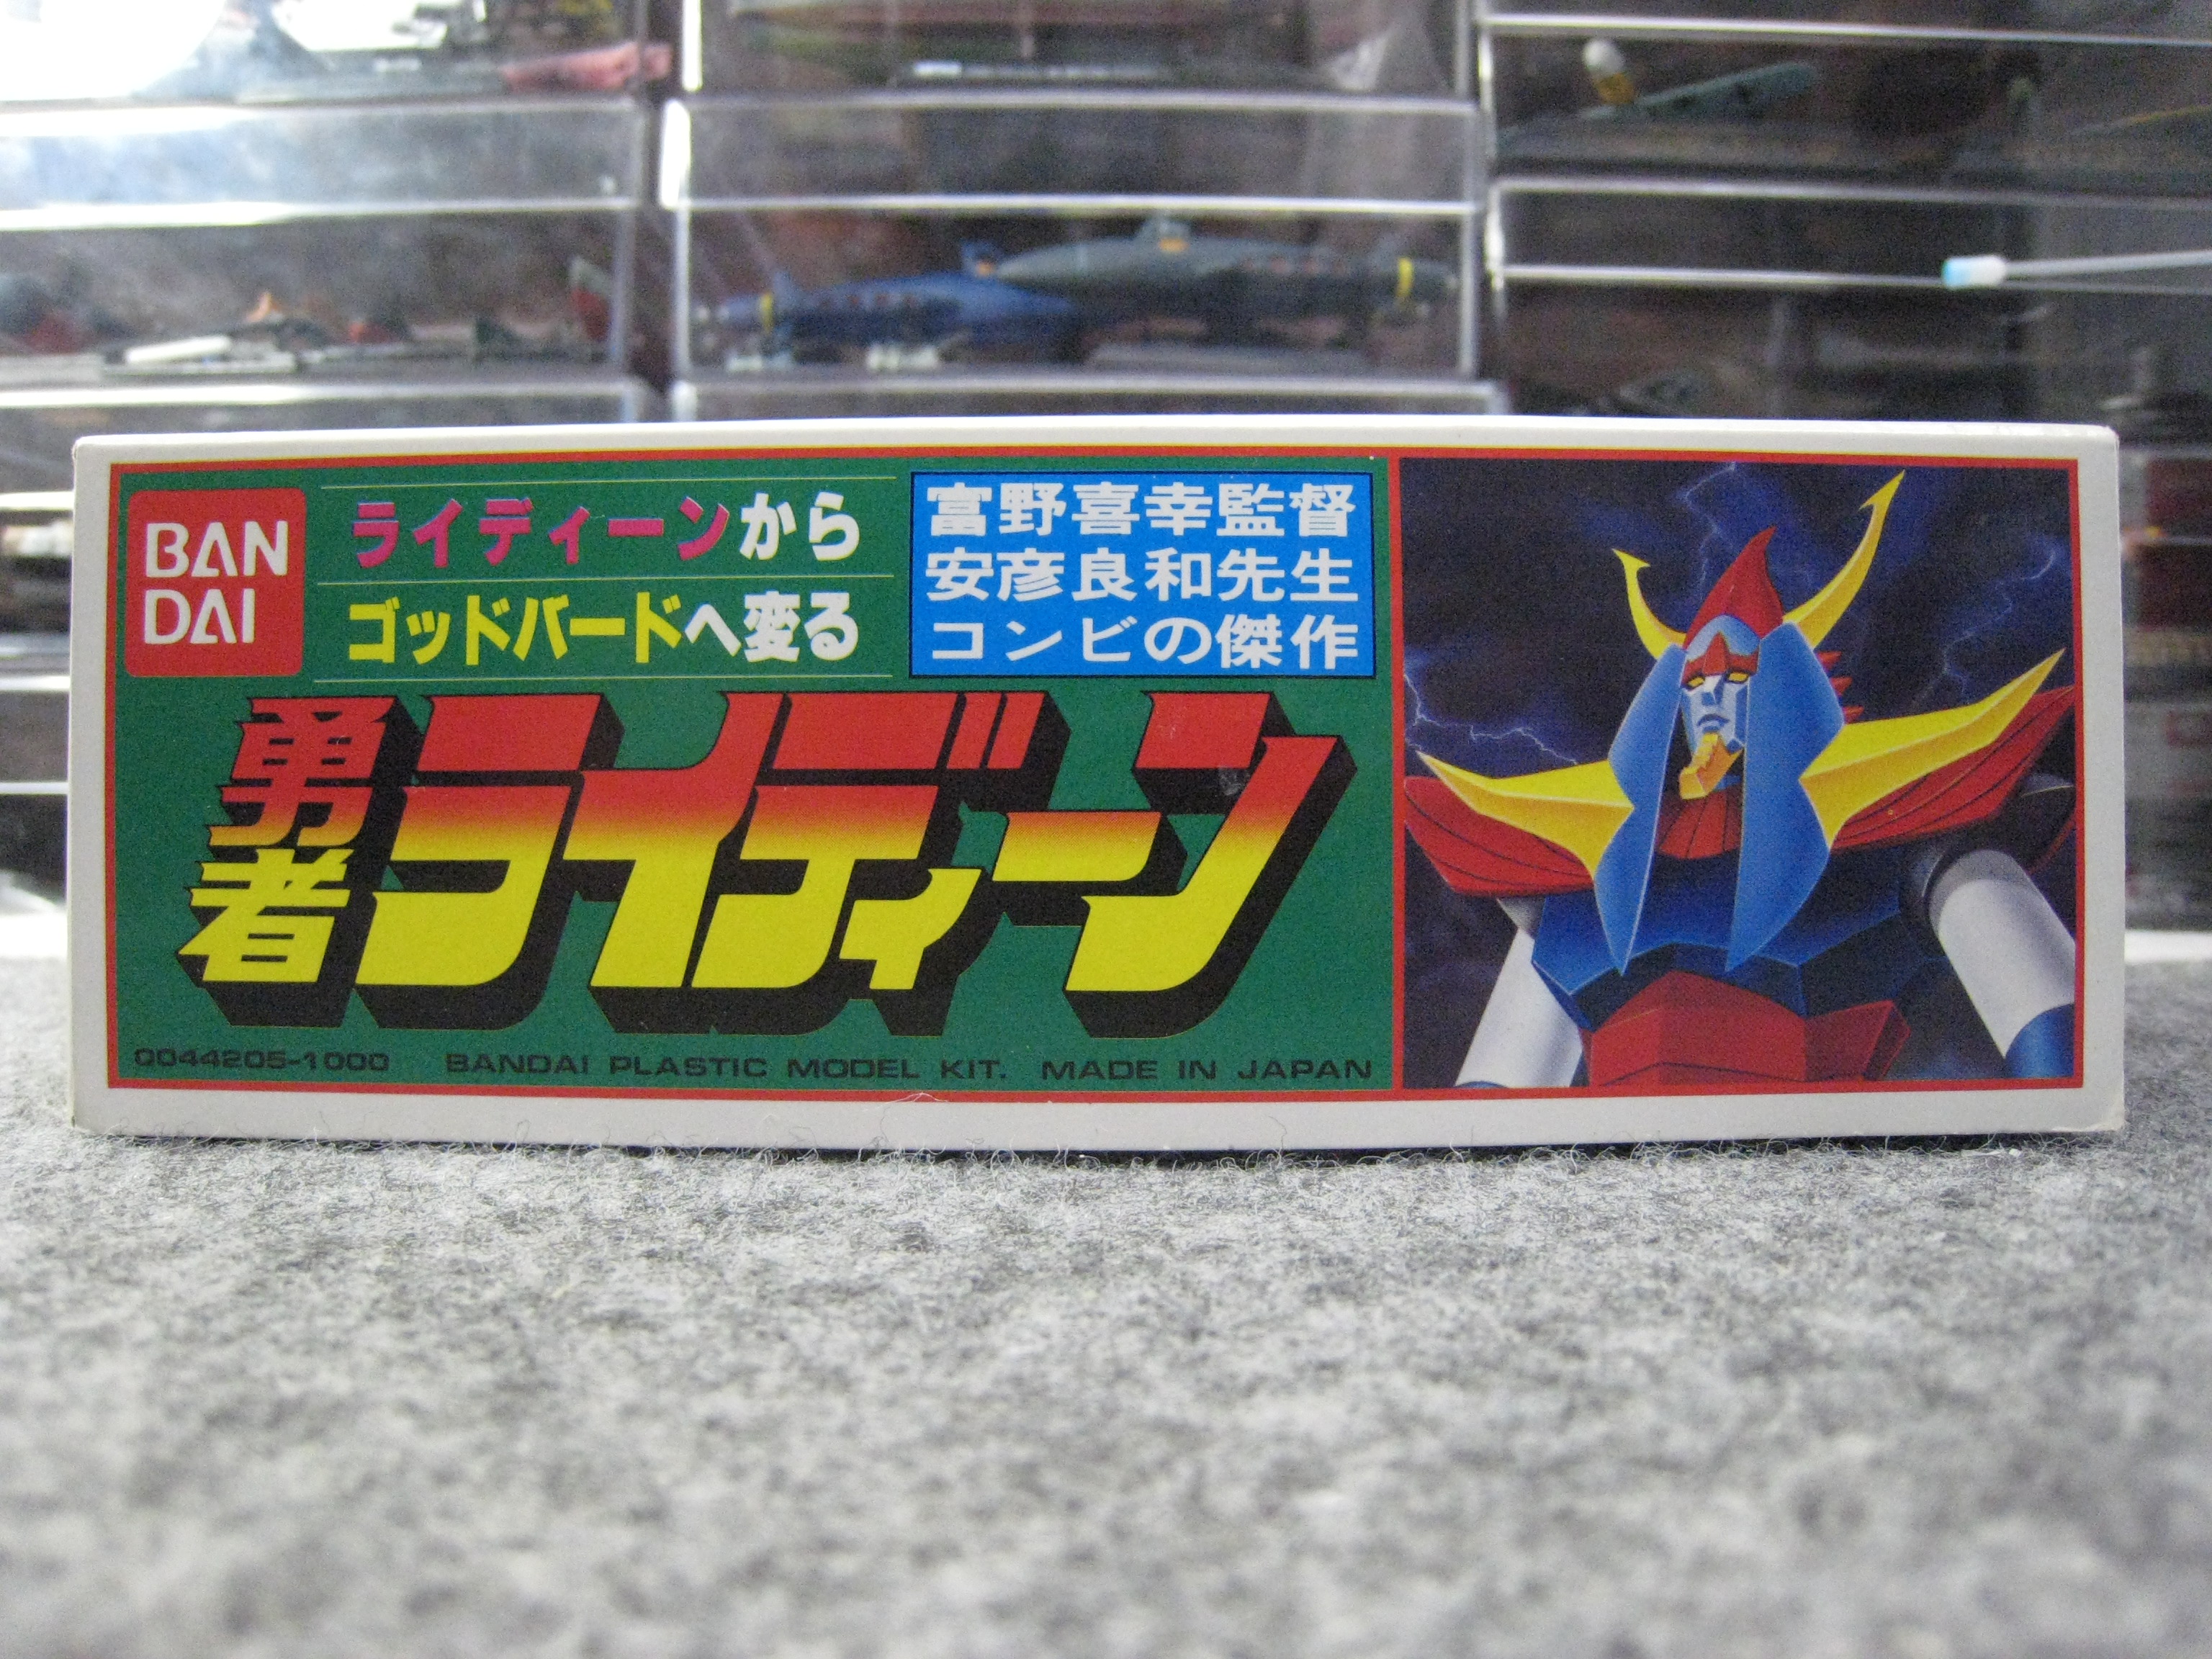 BAN
DAI
ライディーンから
ゴッドバードへ変る
富野喜幸監督
安彦良和先生
コンビの傑作
勇者ライディーン
0044205-1000 BANDAI PLASTIC MODEL KIT. MADE IN JAPAN